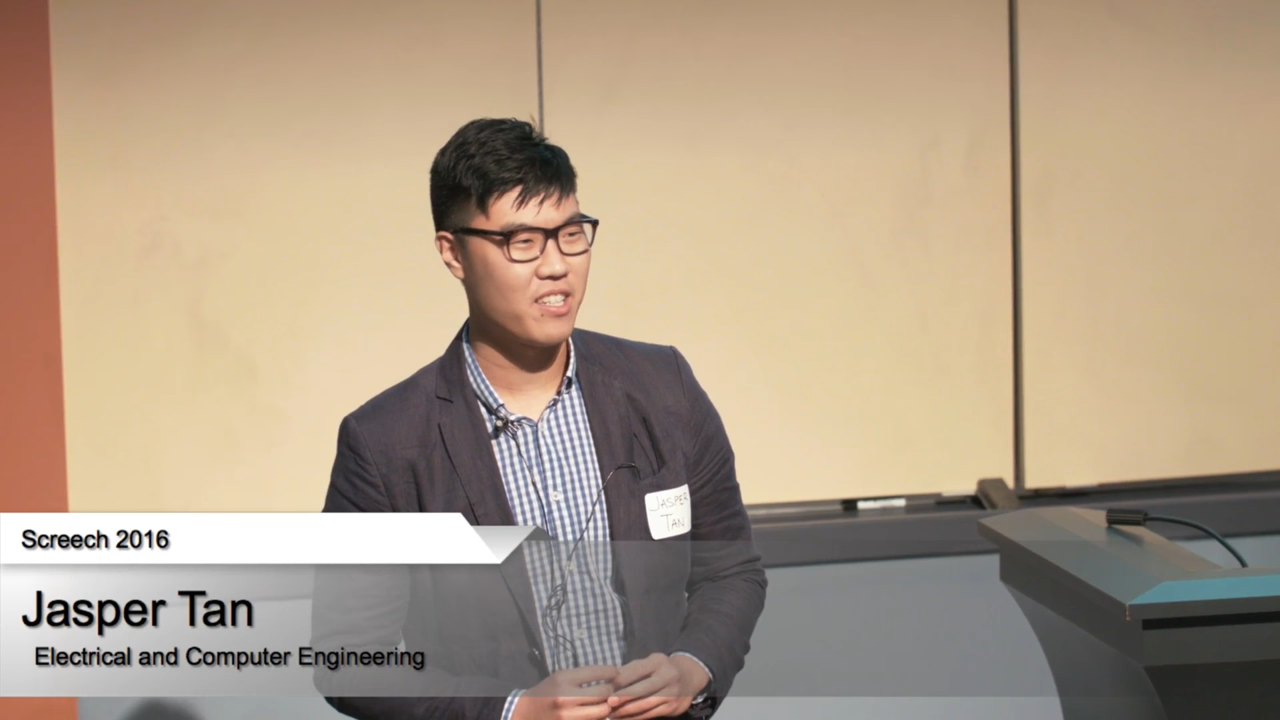 JASPER
TAN
Screech 2016
Jasper Tan
Electrical and Computer Engineering